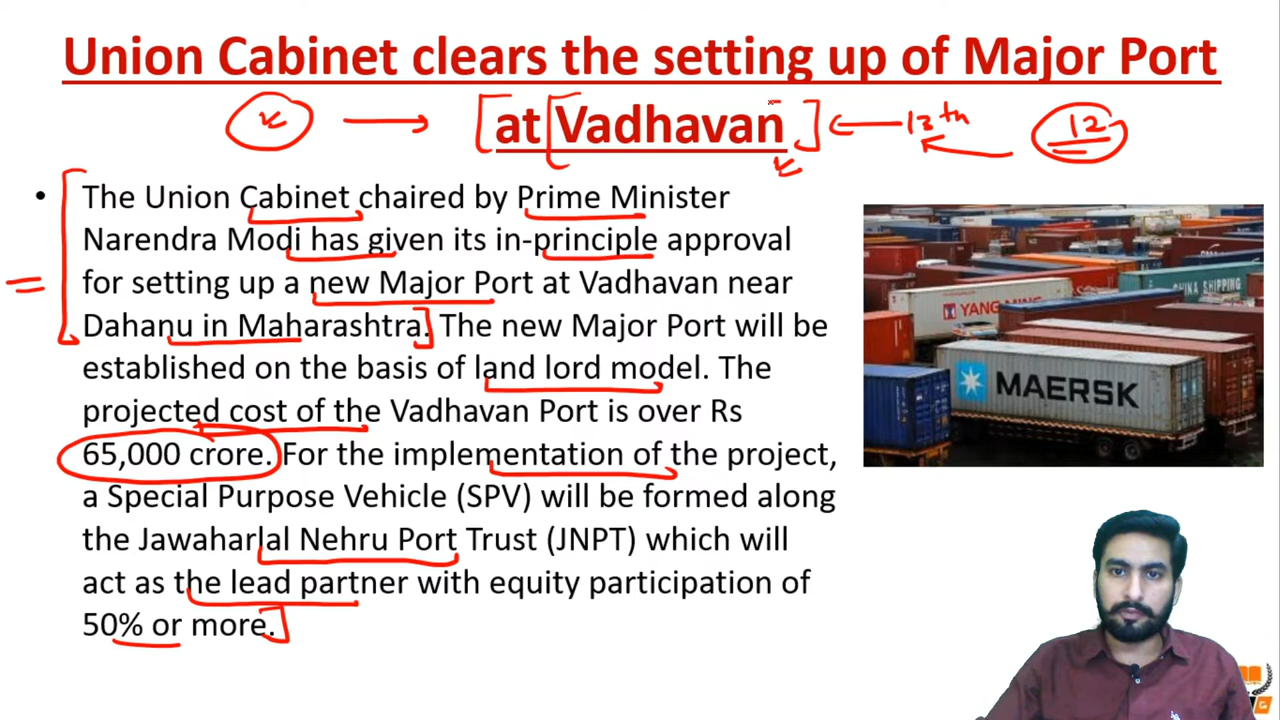 Union Cabinet clears the setting up of Major Port
at Vadhavan
13th
12
• The Union Cabinet chaired by Prime Minister
Narendra Modi has given its in-principle approval
for setting up a new Major Port at Vadhavan near
Dahanu in Maharashtra. The new Major Port will be
established on the basis of land lord model. The
projected cost of the Vadhavan Port is over Rs
65,000 crore. For the implementation of the project,
a Special Purpose Vehicle (SPV) will be formed along
the Jawaharlal Nehru Port Trust (JNPT) which will
act as the lead partner with equity participation of
50% or more.
YANG MING
CHINA SHIPPING
MAERSK